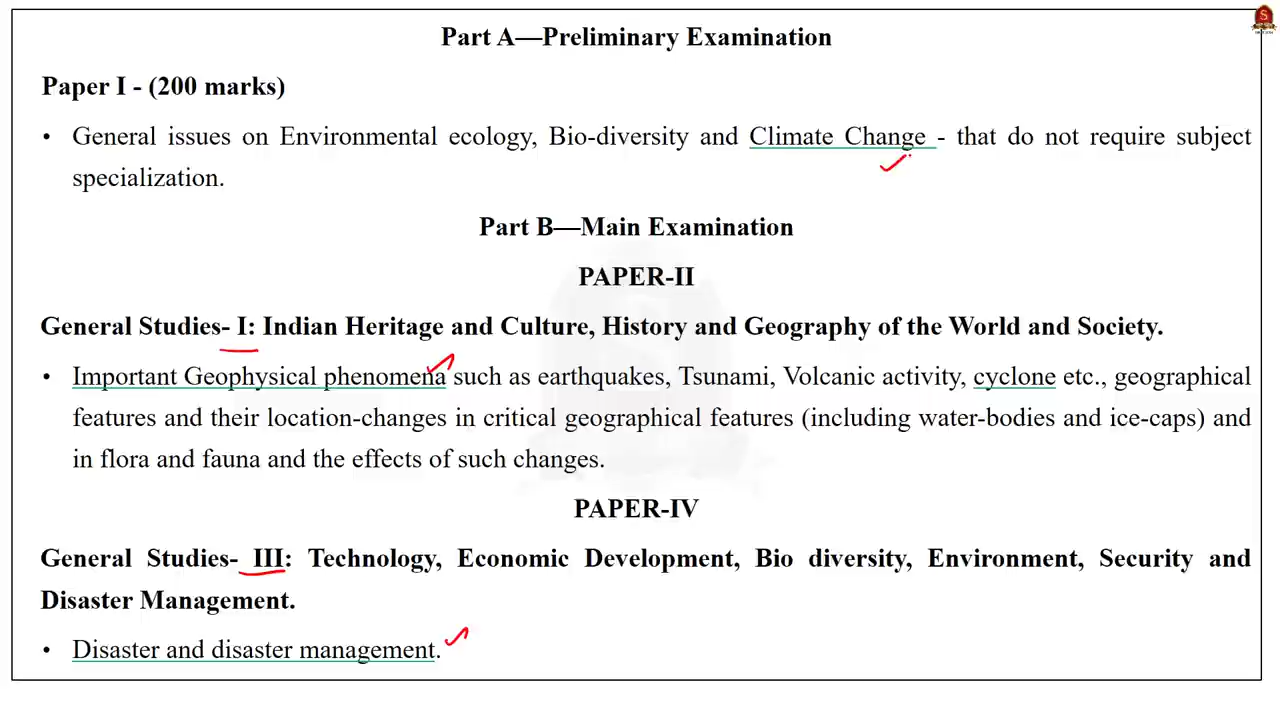 Part A—Preliminary Examination
Paper I - (200 marks)
• General issues on Environmental ecology, Bio-diversity and Climate Change - that do not require subject
specialization.
Part B—Main Examination
PAPER-II
General Studies- I: Indian Heritage and Culture, History and Geography of the World and Society.
• Important Geophysical phenomena such as earthquakes, Tsunami, Volcanic activity, cyclone etc., geographical
features and their location-changes in critical geographical features (including water-bodies and ice-caps) and
in flora and fauna and the effects of such changes.
PAPER-IV
General Studies- III: Technology, Economic Development, Bio diversity, Environment, Security and
Disaster Management.
• Disaster and disaster management.